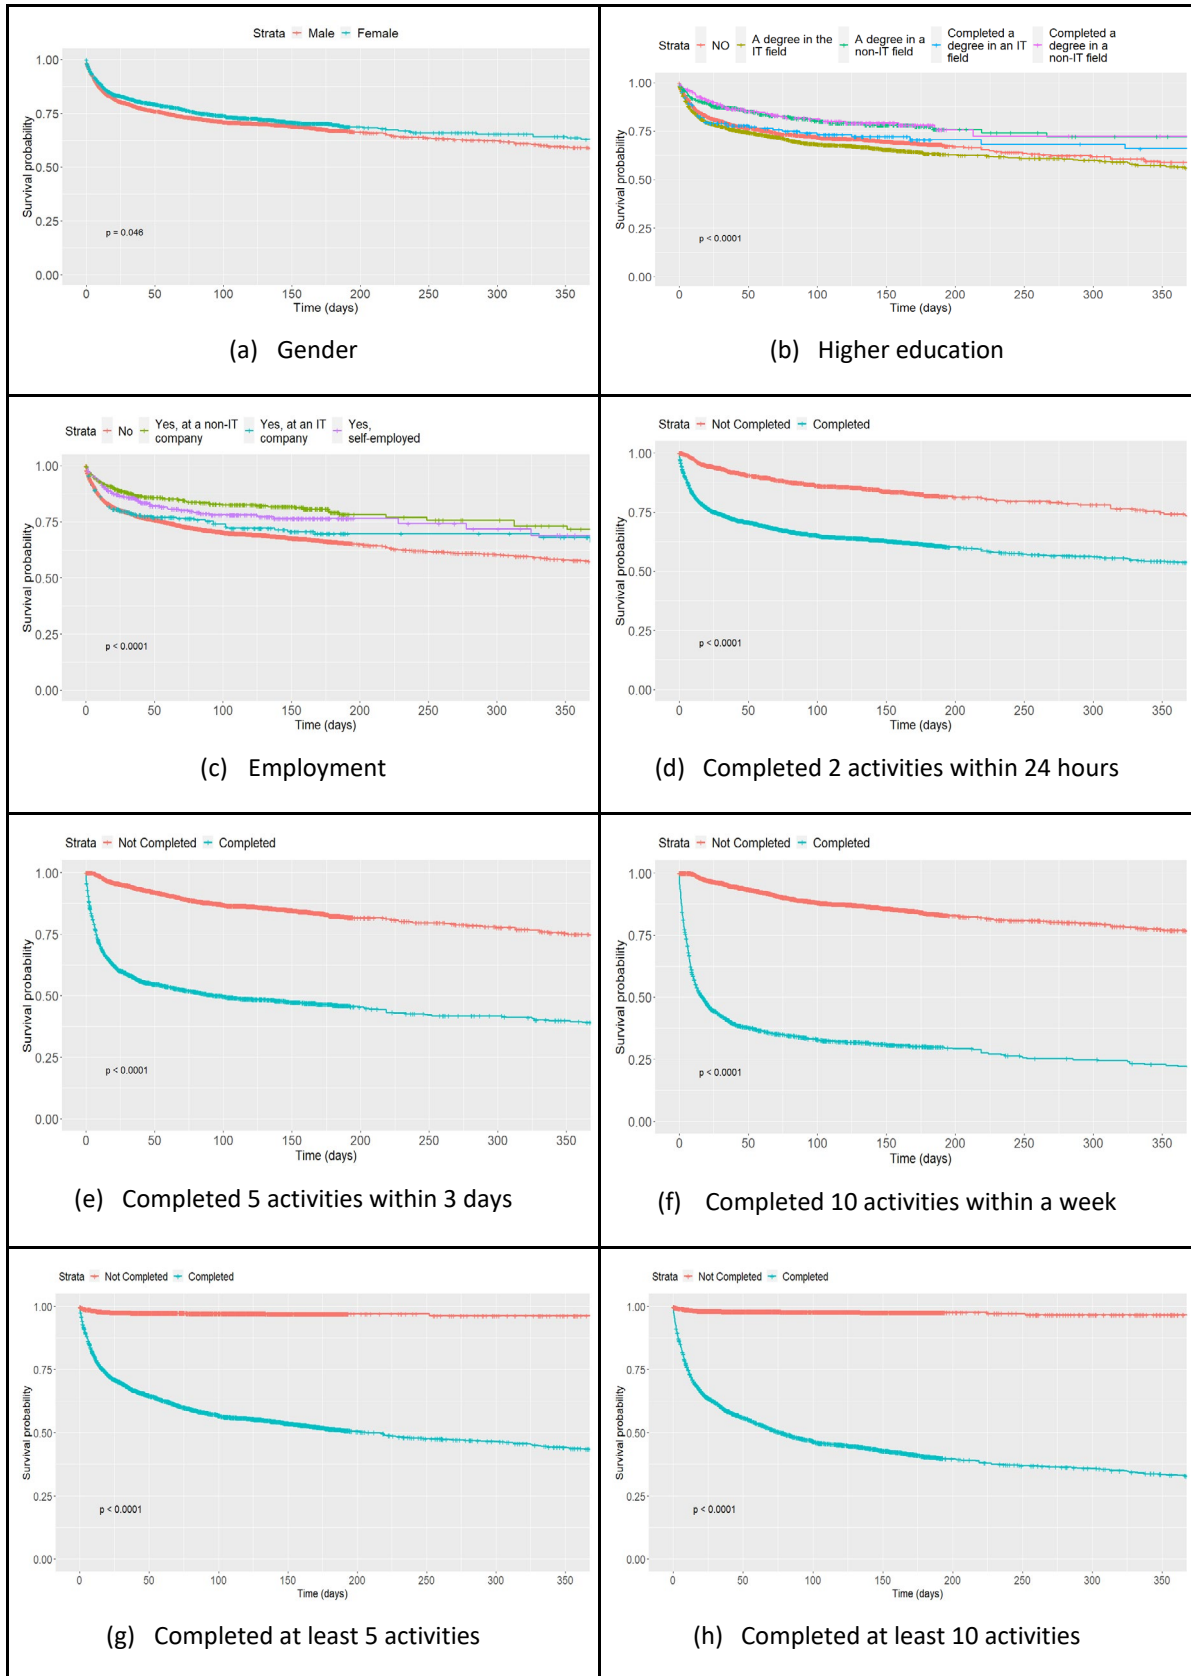 Strata Male Female
1.00
0.75
0.50
0.25
0.00
Survival probability
p = 0.046
0 50 100 150 200 250 300 350
Time (days)
(a) Gender
Strata NO A degree in the IT field A degree in a non-IT field Completed a degree in an IT field Completed a degree in a non-IT field
1.00
0.75
0.50
0.25
0.00
Survival probability
p < 0.0001
0 50 100 150 200 250 300 350
Time (days)
(b) Higher education
Strata No Yes, at a non-IT company Yes, at an IT company Yes, self-employed
1.00
0.75
0.50
0.25
0.00
Survival probability
p < 0.0001
0 50 100 150 200 250 300 350
Time (days)
(c) Employment
Strata Not Completed Completed
1.00
0.75
0.50
0.25
0.00
Survival probability
p < 0.0001
0 50 100 150 200 250 300 350
Time (days)
(d) Completed 2 activities within 24 hours
Strata Not Completed Completed
1.00
0.75
0.50
0.25
0.00
Survival probability
p < 0.0001
0 50 100 150 200 250 300 350
Time (days)
(e) Completed 5 activities within 3 days
Strata Not Completed Completed
1.00
0.75
0.50
0.25
0.00
Survival probability
p < 0.0001
0 50 100 150 200 250 300 350
Time (days)
(f) Completed 10 activities within a week
Strata Not Completed Completed
1.00
0.75
0.50
0.25
0.00
Survival probability
p < 0.0001
0 50 100 150 200 250 300 350
Time (days)
(g) Completed at least 5 activities
Strata Not Completed Completed
1.00
0.75
0.50
0.25
0.00
Survival probability
p < 0.0001
0 50 100 150 200 250 300 350
Time (days)
(h) Completed at least 10 activities